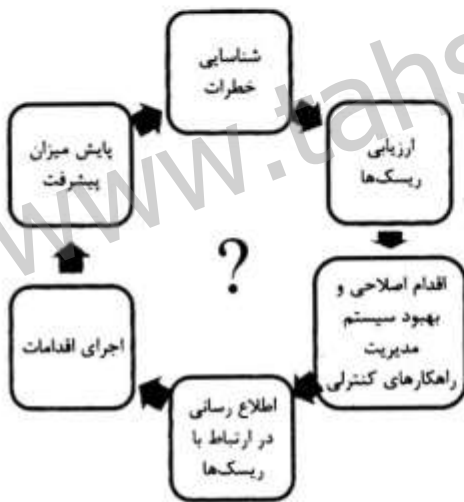 شناسایی
خطرات
ارزیابی
ریسک‌ها
اقدام اصلاحی و
بهبود سیستم
مدیریت
راهکارهای کنترلی
اطلاع رسانی
در ارتباط با
ریسک‌ها
اجرای اقدامات
پایش میزان
پیشرفت
?
www.tahs